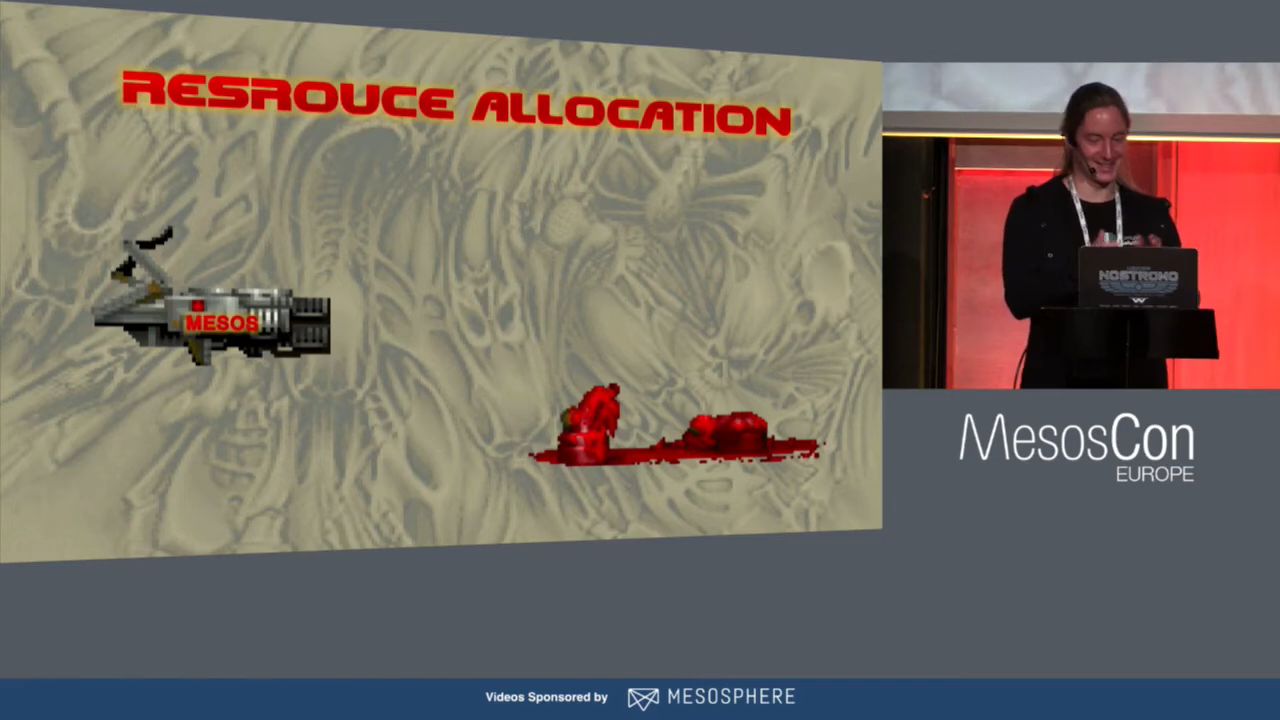 RESROUCE ALLOCATION
MESOS
NOSTROMO
MesosCon
EUROPE
Videos Sponsored by MESOSPHERE